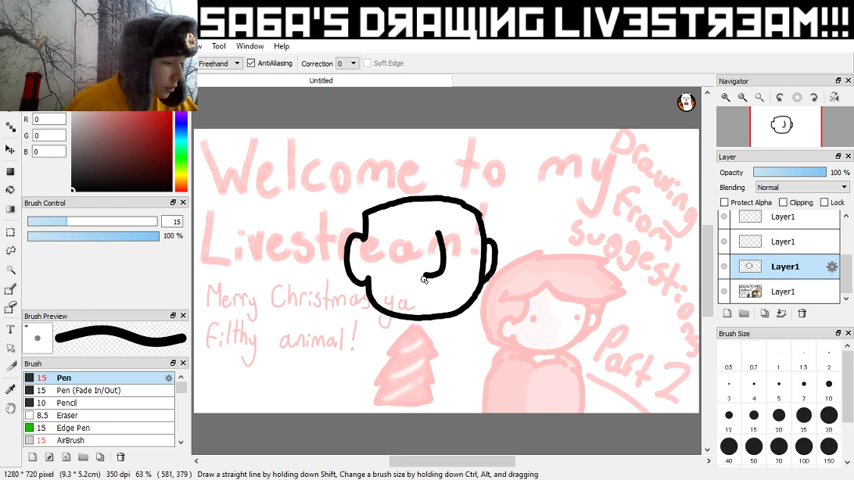 SAGA'S DRAWING LIVESTREAM!!!
w Tool Window Help
Freehand AntiAliasing Correction 0 Soft Edge
Untitled
R 0
G 0
B 0
Brush Control
15
100 %
Brush Preview
Brush
15 Pen
15 Pen (Fade In/Out)
10 Pencil
8.5 Eraser
15 Edge Pen
15 AirBrush
Welcome to my
Livestream!
Merry Christmas ya
filthy animal!
Drawing
from
suggestions
Part 2
Navigator
Layer
Opacity 100 %
Blending Normal
Protect Alpha Clipping Lock
Layer1
Layer1
Layer1
Layer1
Brush Size
0.5 0.7 1 1.5 2
3 4 5 7 10
12 15 20 25 30
40 50 70 100 150
1280 * 720 pixel (9.3 * 5.2cm) 350 dpi 63 % ( 581, 379 ) Draw a straight line by holding down Shift, Change a brush size by holding down Ctrl, Alt, and dragging